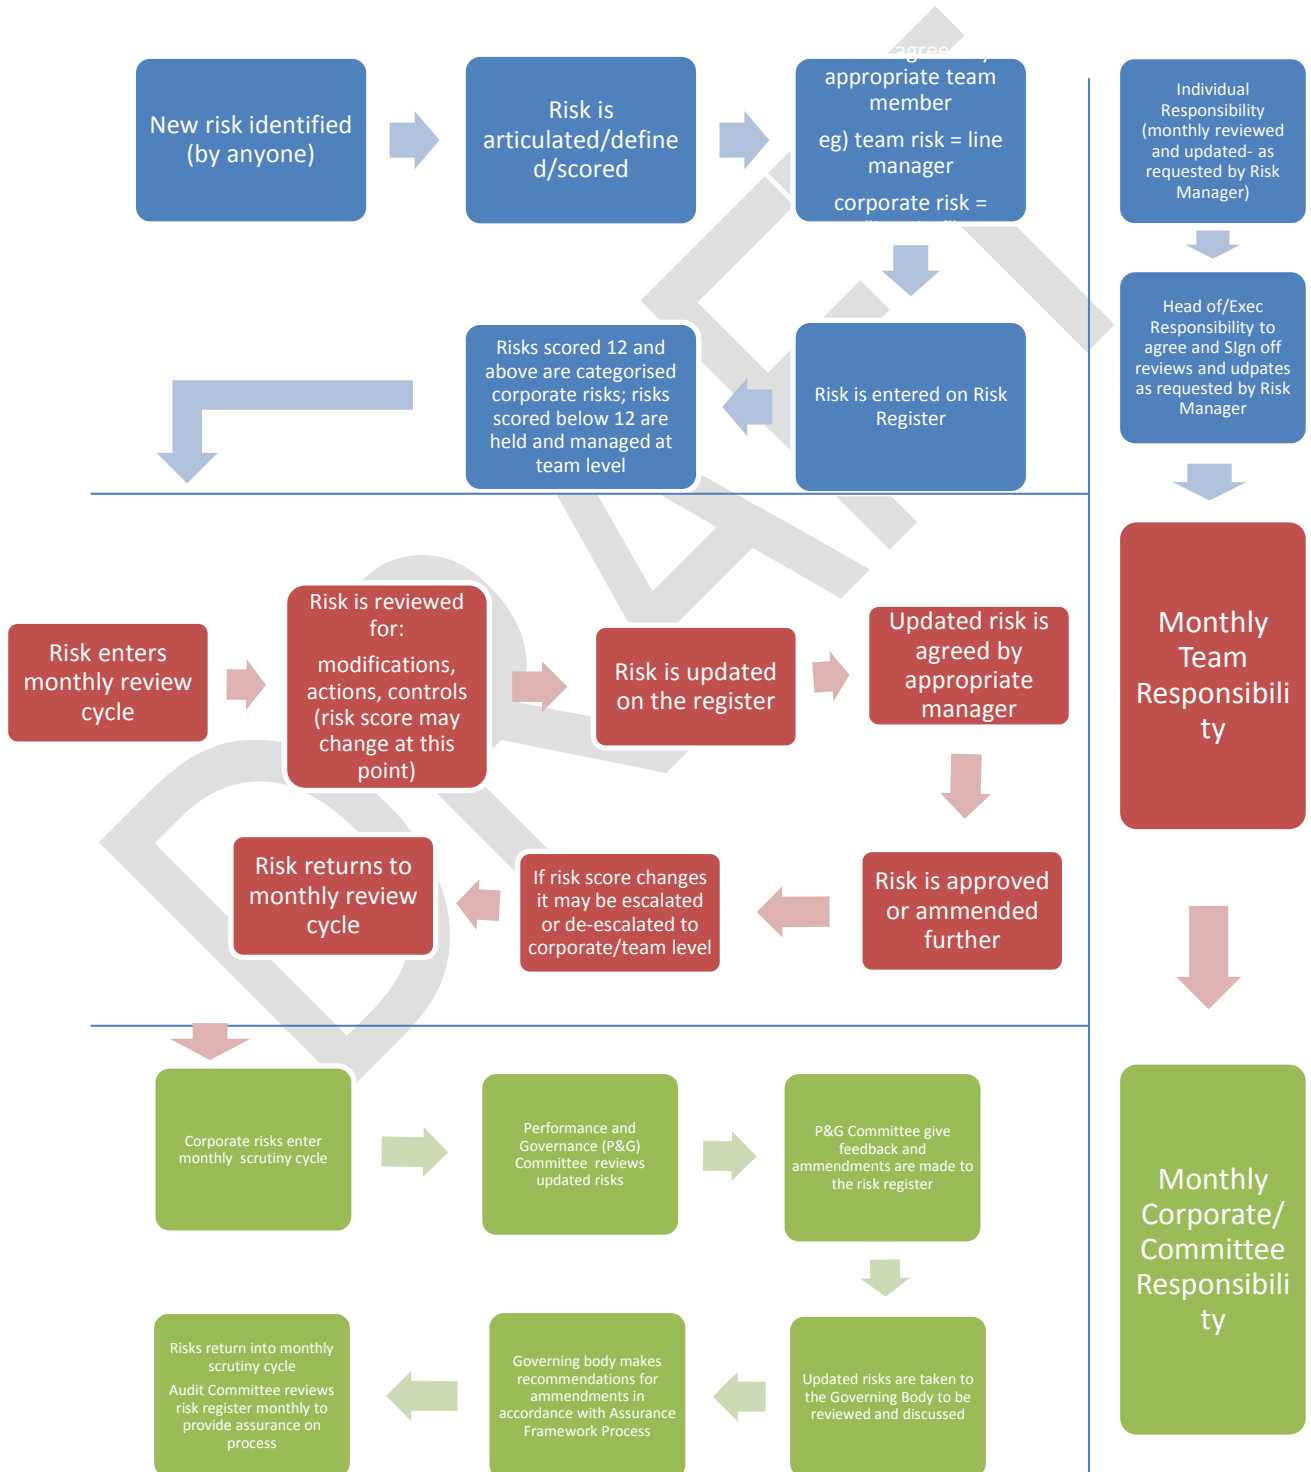 New risk identified
(by anyone)
Risk is
articulated/define
d/scored
agree
appropriate team
member
eg) team risk = line
manager
corporate risk =
Individual
Responsibility
(monthly reviewed
and updated- as
requested by Risk
Manager)
Head of/Exec
Responsibility to
agree and SIgn off
reviews and udpates
as requested by Risk
Manager
Risks scored 12 and
above are categorised
corporate risks; risks
scored below 12 are
held and managed at
team level
Risk is entered on Risk
Register
Risk enters
monthly review
cycle
Risk is reviewed
for:
modifications,
actions, controls
(risk score may
change at this
point)
Risk is updated
on the register
Updated risk is
agreed by
appropriate
manager
Monthly
Team
Responsibili
ty
Risk returns to
monthly review
cycle
If risk score changes
it may be escalated
or de-escalated to
corporate/team level
Risk is approved
or ammended
further
Corporate risks enter
monthly scrutiny cycle
Performance and
Governance (P&G)
Committee reviews
updated risks
P&G Committee give
feedback and
ammendments are made to
the risk register
Monthly
Corporate/
Committee
Responsibili
ty
Risks return into monthly
scrutiny cycle
Audit Committee reviews
risk register monthly to
provide assurance on
process
Governing body makes
recommendations for
ammendments in
accordance with Assurance
Framework Process
Updated risks are taken to
the Governing Body to be
reviewed and discussed
DRAFT